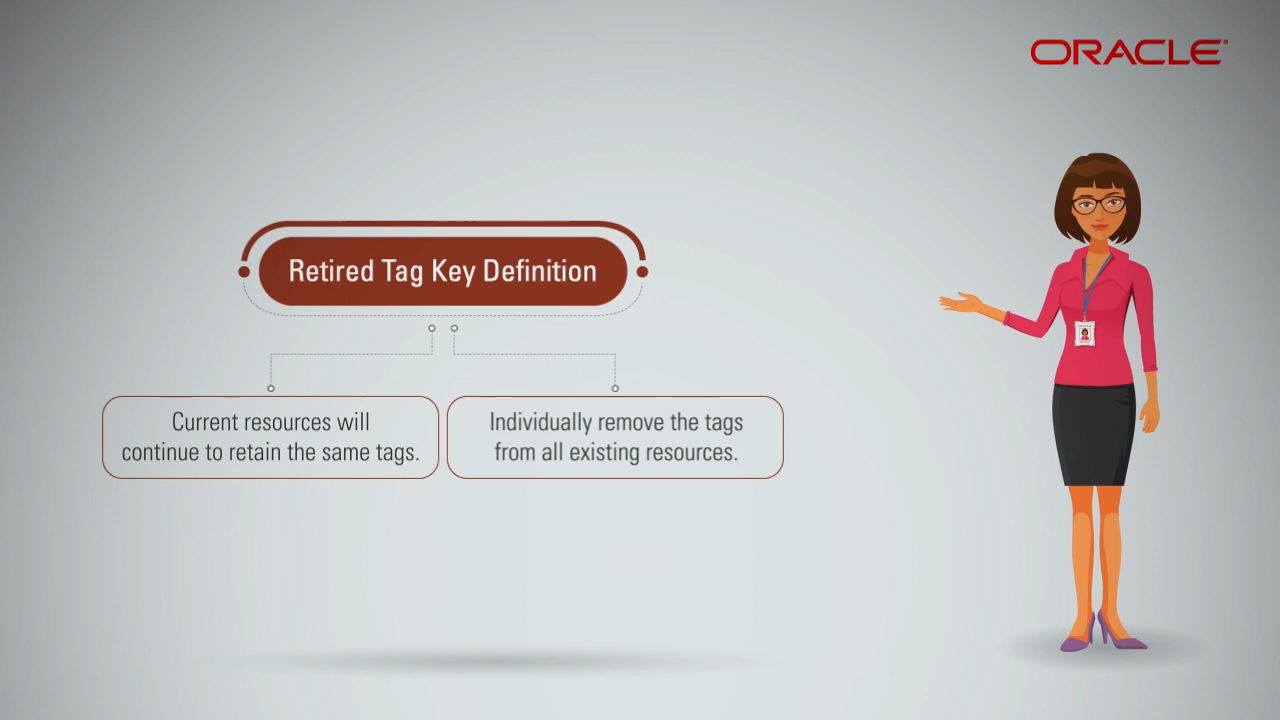 ORACLE
Retired Tag Key Definition
Current resources will
continue to retain the same tags.
Individually remove the tags
from all existing resources.